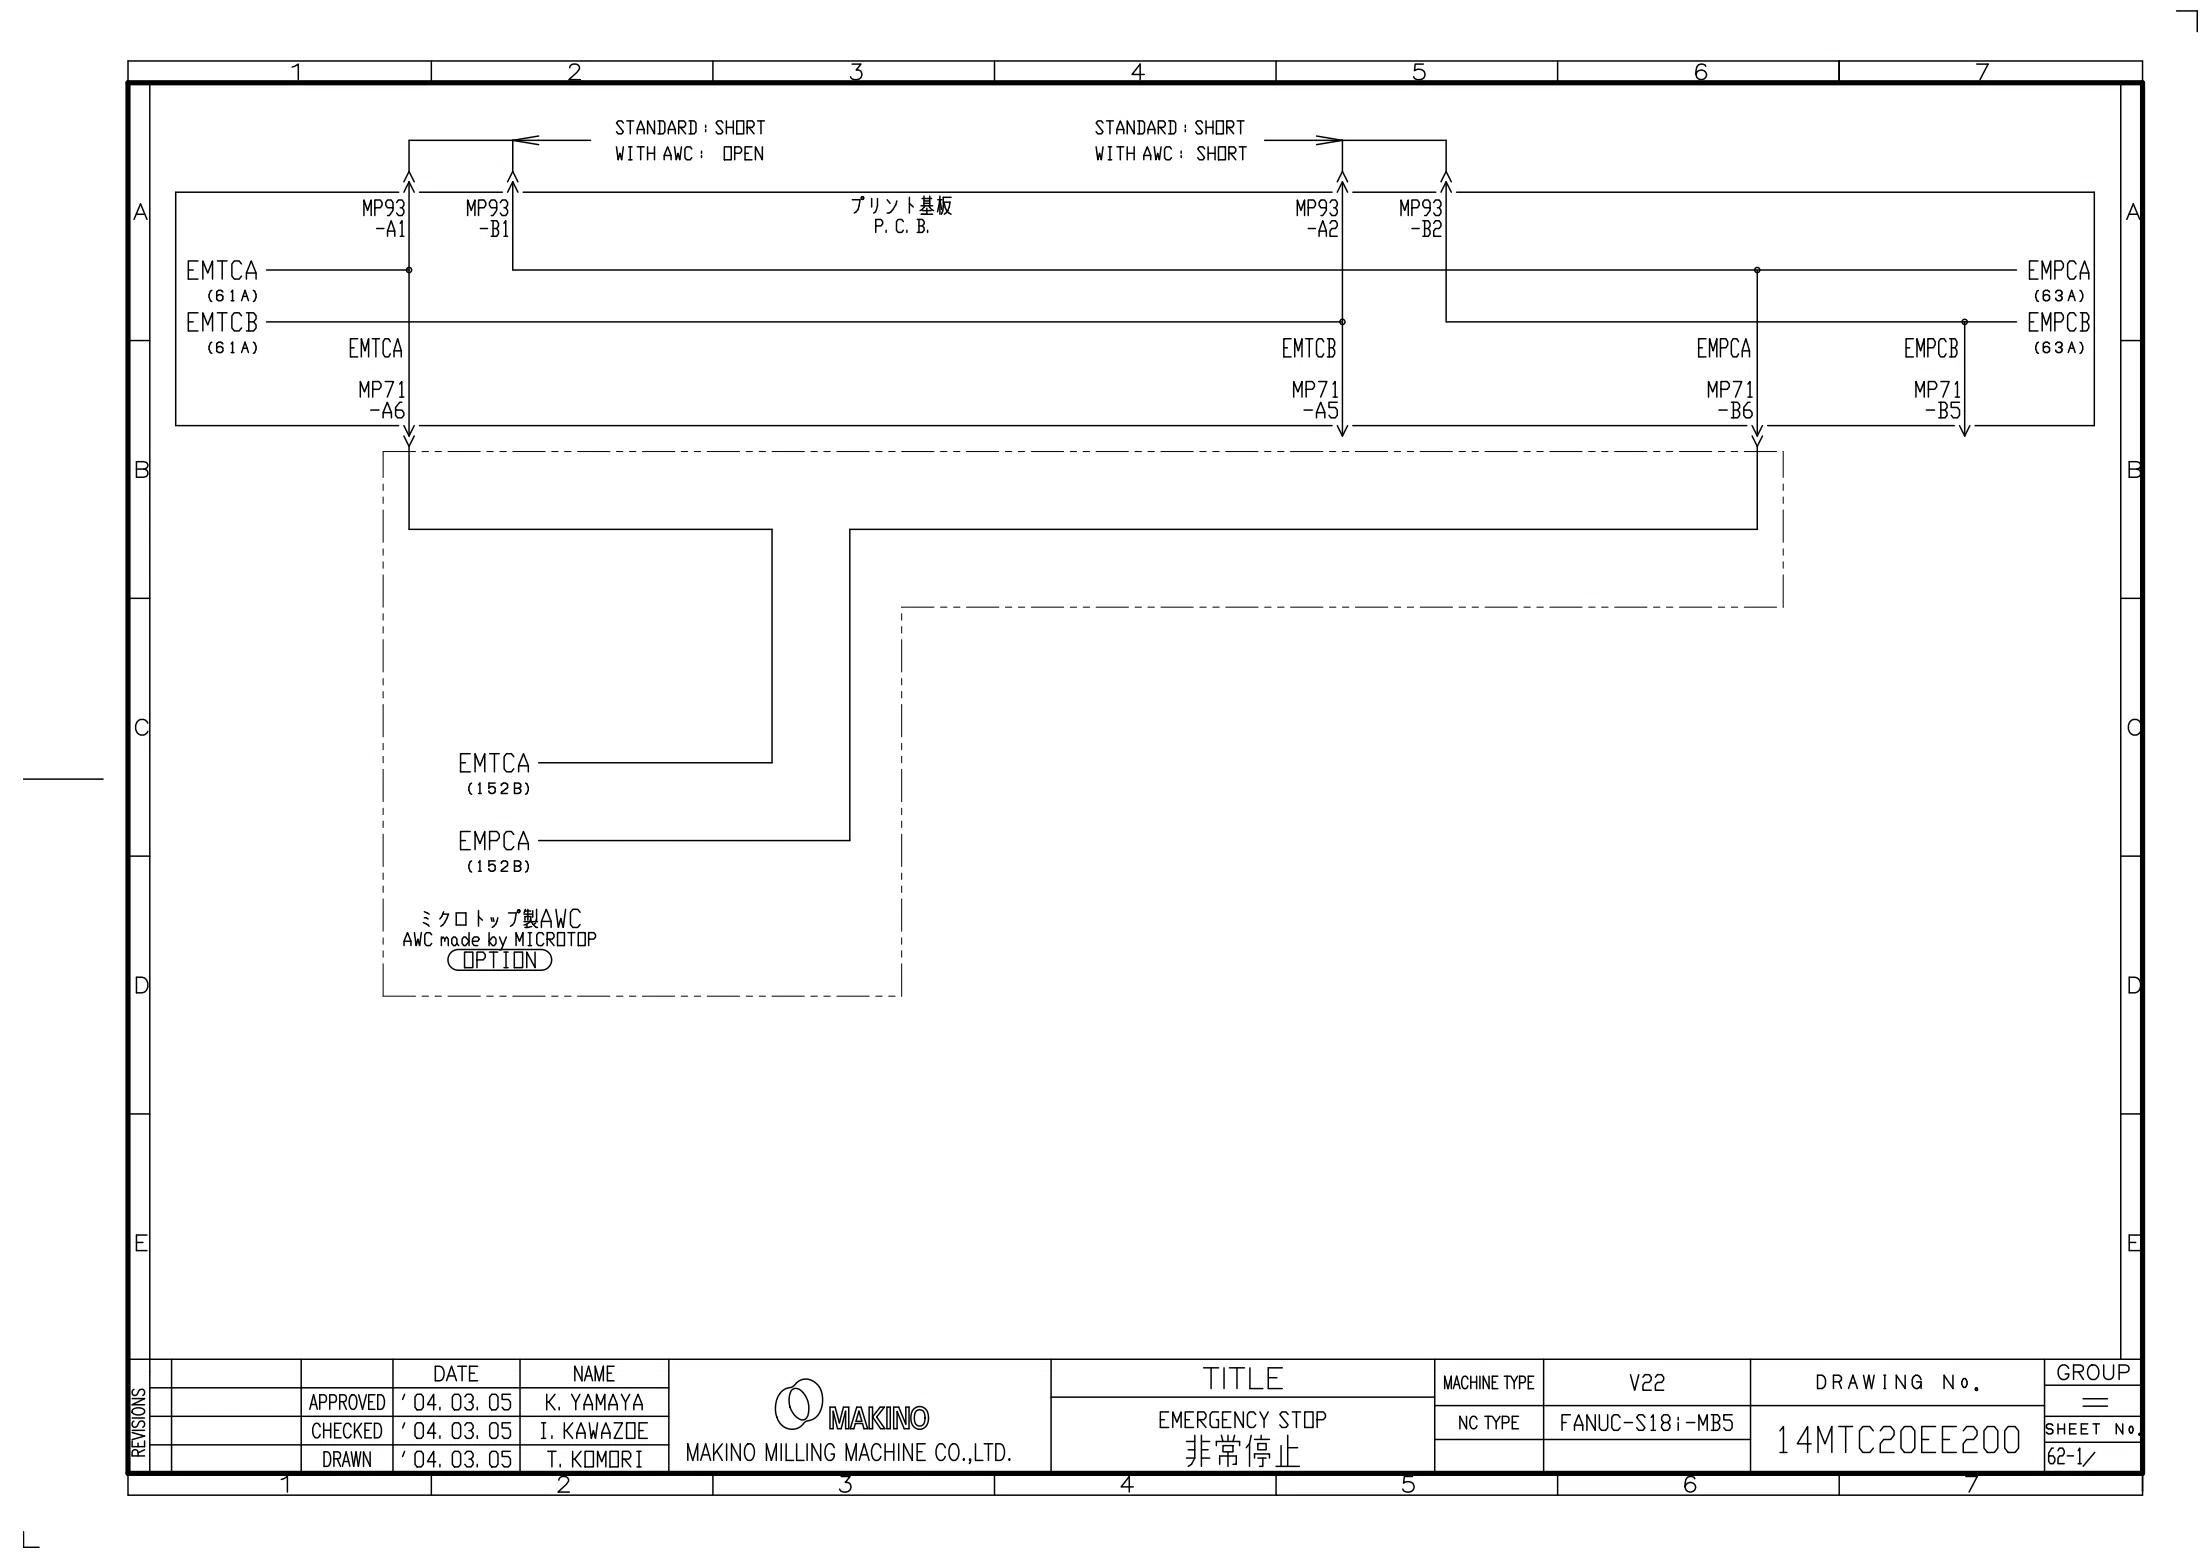 1 2 3 4 5 6 7
STANDARD : SHORT
WITH AWC : OPEN
STANDARD : SHORT
WITH AWC : SHORT
A
MP93
-A1
MP93
-B1
プリント基板
P. C. B.
MP93
-A2
MP93
-B2
A
EMTCA
(61A)
EMTCB
(61A)
EMPCA
(63A)
EMPCB
(63A)
EMTCA
MP71
-A6
EMTCB
MP71
-A5
EMPCA
MP71
-B6
EMPCB
MP71
-B5
B
B
C
C
EMTCA
(152B)
EMPCA
(152B)
ミクロトップ製AWC
AWC made by MICROTOP
OPTION
D
D
E
E
REVISIONS
DATE NAME
APPROVED '04. 03. 05 K. YAMAYA
CHECKED '04. 03. 05 I. KAWAZOE
DRAWN '04. 03. 05 T. KOMORI
MAKINO
MAKINO MILLING MACHINE CO.,LTD.
TITLE
EMERGENCY STOP
非常停止
MACHINE TYPE V22
NC TYPE FANUC-S18i-MB5
DRAWING No.
14MTC20EE200
GROUP
=
SHEET No.
62-1/
1 2 3 4 5 6 7